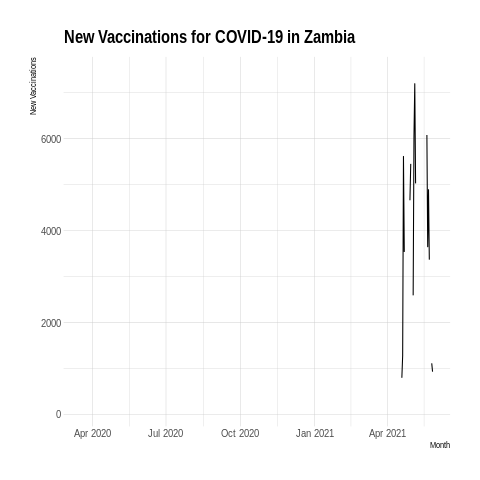 New Vaccinations for COVID-19 in Zambia
New Vaccinations
6000
4000
2000
0
Apr 2020 Jul 2020 Oct 2020 Jan 2021 Apr 2021
Month